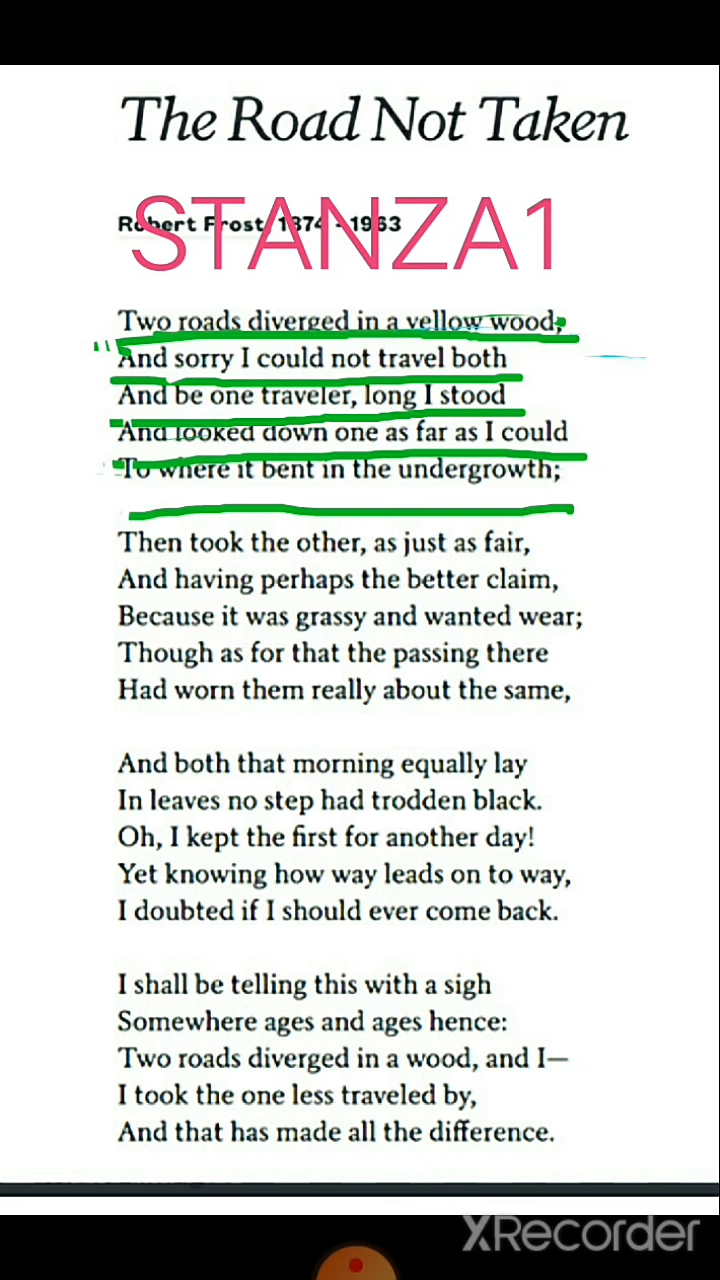 The Road Not Taken
STANZA1
Robert Frost, 1874 - 1963
Two roads diverged in a yellow wood,
And sorry I could not travel both
And be one traveler, long I stood
And looked down one as far as I could
To where it bent in the undergrowth;
Then took the other, as just as fair,
And having perhaps the better claim,
Because it was grassy and wanted wear;
Though as for that the passing there
Had worn them really about the same,
And both that morning equally lay
In leaves no step had trodden black.
Oh, I kept the first for another day!
Yet knowing how way leads on to way,
I doubted if I should ever come back.
I shall be telling this with a sigh
Somewhere ages and ages hence:
Two roads diverged in a wood, and I—
I took the one less traveled by,
And that has made all the difference.
XRecorder